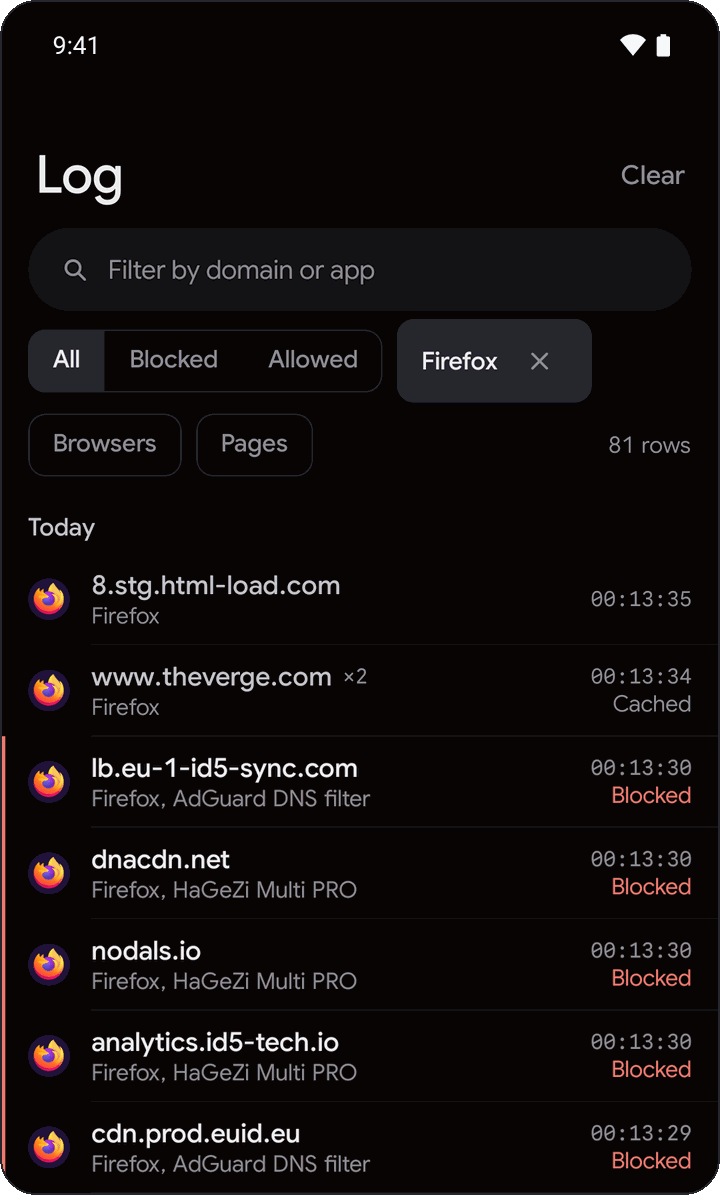 9:41
Log
Clear
Filter by domain or app
All
Blocked
Allowed
Firefox
Browsers
Pages
81 rows
Today
8.stg.html-load.com
Firefox
00:13:35
www.theverge.com ×2
Firefox
00:13:34
Cached
lb.eu-1-id5-sync.com
Firefox, AdGuard DNS filter
00:13:30
Blocked
dnacdn.net
Firefox, HaGeZi Multi PRO
00:13:30
Blocked
nodals.io
Firefox, HaGeZi Multi PRO
00:13:30
Blocked
analytics.id5-tech.io
Firefox, HaGeZi Multi PRO
00:13:30
Blocked
cdn.prod.euid.eu
Firefox, AdGuard DNS filter
00:13:29
Blocked